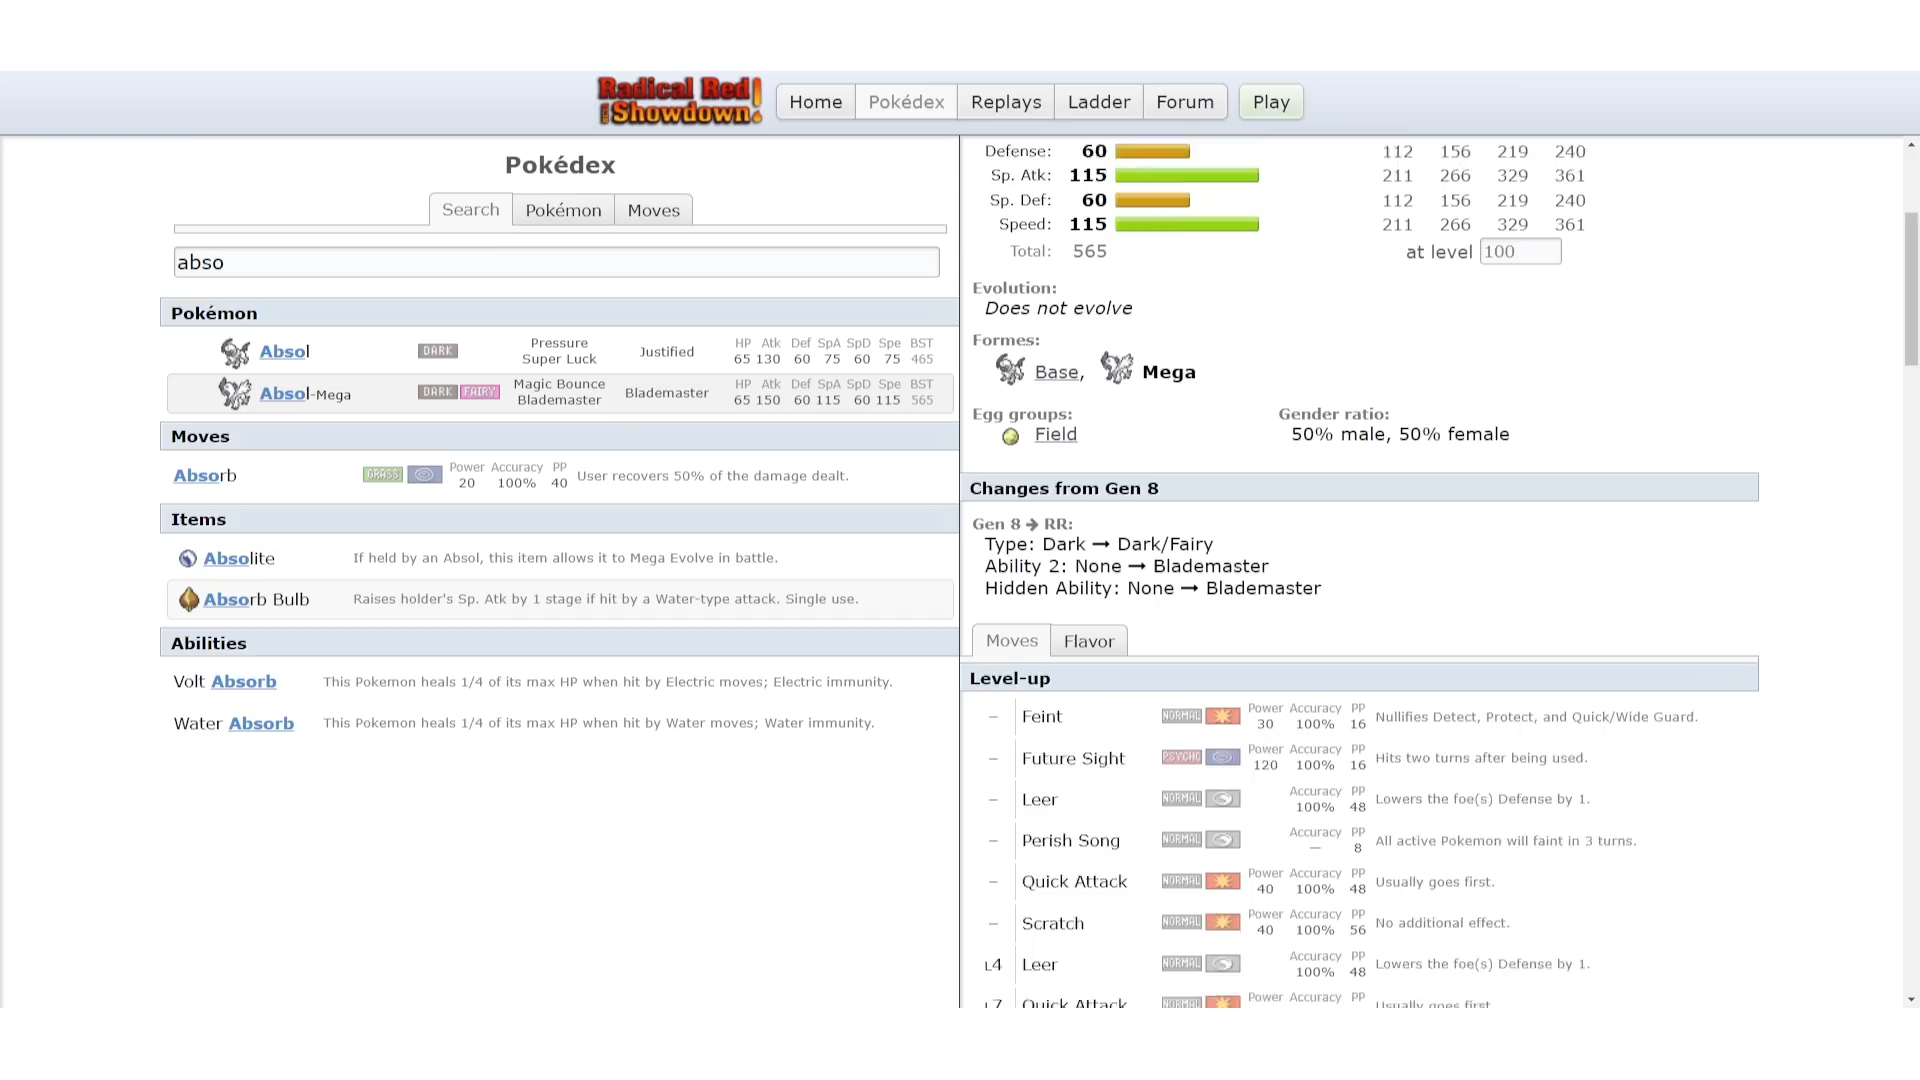 Radical Red
Showdown!
Home
Pokédex
Replays
Ladder
Forum
Play
Pokédex
Search
Pokémon
Moves
abso
Pokémon
Absol DARK Pressure Super Luck Justified HP 65 Atk 130 Def 60 SpA 75 SpD 60 Spe 75 BST 465
Absol-Mega DARK FAIRY Magic Bounce Blademaster Blademaster HP 65 Atk 150 Def 60 SpA 115 SpD 60 Spe 115 BST 565
Moves
Absorb GRASS Power 20 Accuracy 100% PP 40 User recovers 50% of the damage dealt.
Items
Absolite If held by an Absol, this item allows it to Mega Evolve in battle.
Absorb Bulb Raises holder's Sp. Atk by 1 stage if hit by a Water-type attack. Single use.
Abilities
Volt Absorb This Pokemon heals 1/4 of its max HP when hit by Electric moves; Electric immunity.
Water Absorb This Pokemon heals 1/4 of its max HP when hit by Water moves; Water immunity.
Defense: 60 112 156 219 240
Sp. Atk: 115 211 266 329 361
Sp. Def: 60 112 156 219 240
Speed: 115 211 266 329 361
Total: 565 at level 100
Evolution:
Does not evolve
Formes:
Base, Mega
Egg groups: Gender ratio:
Field 50% male, 50% female
Changes from Gen 8
Gen 8 → RR:
Type: Dark → Dark/Fairy
Ability 2: None → Blademaster
Hidden Ability: None → Blademaster
Moves
Flavor
Level-up
– Feint NORMAL Power 30 Accuracy 100% PP 16 Nullifies Detect, Protect, and Quick/Wide Guard.
– Future Sight PSYCHC Power 120 Accuracy 100% PP 16 Hits two turns after being used.
– Leer NORMAL Accuracy 100% PP 48 Lowers the foe(s) Defense by 1.
– Perish Song NORMAL Accuracy — PP 8 All active Pokemon will faint in 3 turns.
– Quick Attack NORMAL Power 40 Accuracy 100% PP 48 Usually goes first.
– Scratch NORMAL Power 40 Accuracy 100% PP 56 No additional effect.
L4 Leer NORMAL Accuracy 100% PP 48 Lowers the foe(s) Defense by 1.
L7 Quick Attack NORMAL Power Accuracy PP Usually goes first.